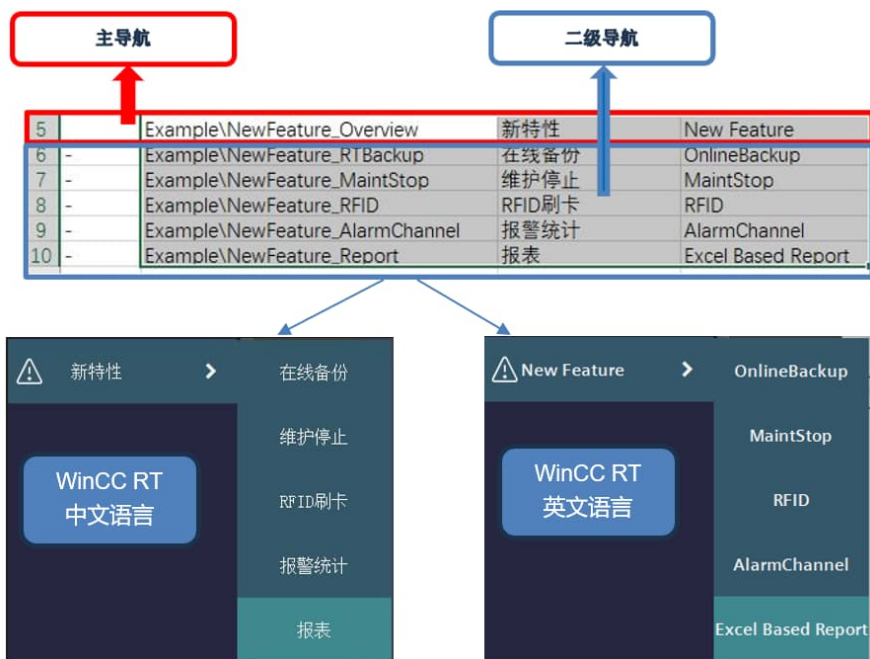 主导航
二级导航
5 Example\NewFeature_Overview 新特性 New Feature
6 - Example\NewFeature_RTBackup 在线备份 OnlineBackup
7 - Example\NewFeature_MaintStop 维护停止 MaintStop
8 - Example\NewFeature_RFID RFID刷卡 RFID
9 - Example\NewFeature_AlarmChannel 报警统计 AlarmChannel
10 - Example\NewFeature_Report 报表 Excel Based Report
新特性
在线备份
维护停止
RFID刷卡
报警统计
报表
WinCC RT
中文语言
New Feature
OnlineBackup
MaintStop
RFID
AlarmChannel
Excel Based Report
WinCC RT
英文语言